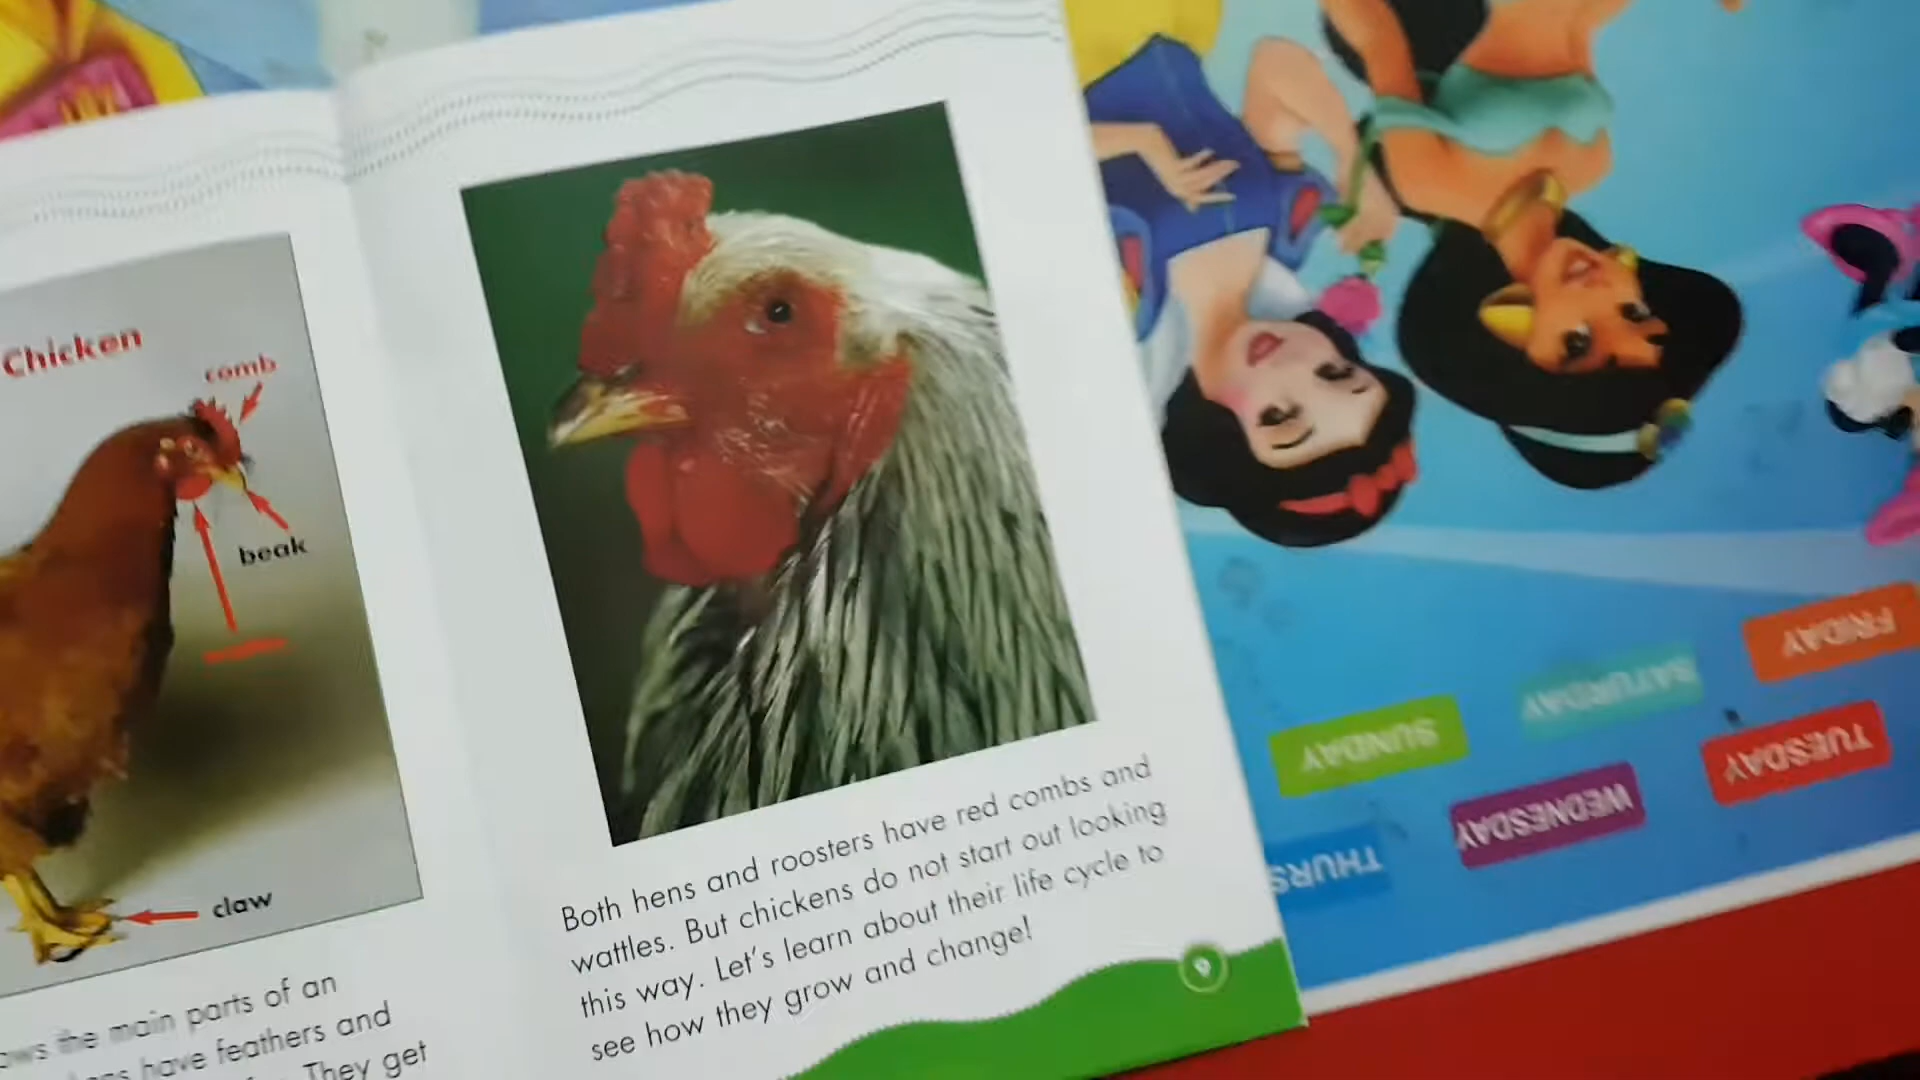 Chicken
comb
beak
claw
the main parts of an
have feathers and
They get
Both hens and roosters have red combs and
wattles. But chickens do not start out looking
this way. Let's learn about their life cycle to
see how they grow and change!
9
FRIDAY
SATURDAY
SUNDAY
TUESDAY
WEDNESDAY
THURS